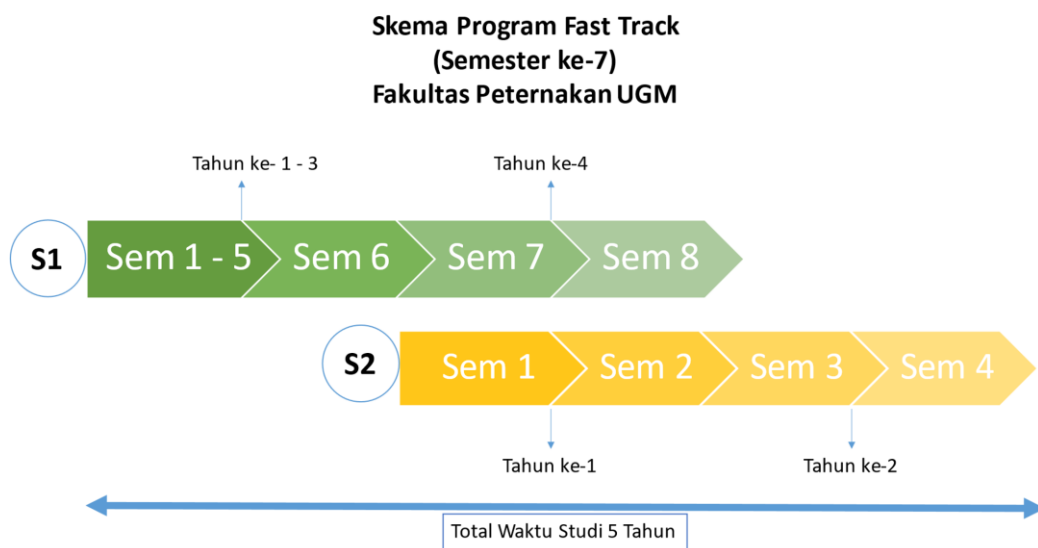 Skema Program Fast Track
(Semester ke-7)
Fakultas Peternakan UGM
Tahun ke- 1 - 3
Tahun ke-4
S1
Sem 1 - 5
Sem 6
Sem 7
Sem 8
S2
Sem 1
Sem 2
Sem 3
Sem 4
Tahun ke-1
Tahun ke-2
Total Waktu Studi 5 Tahun